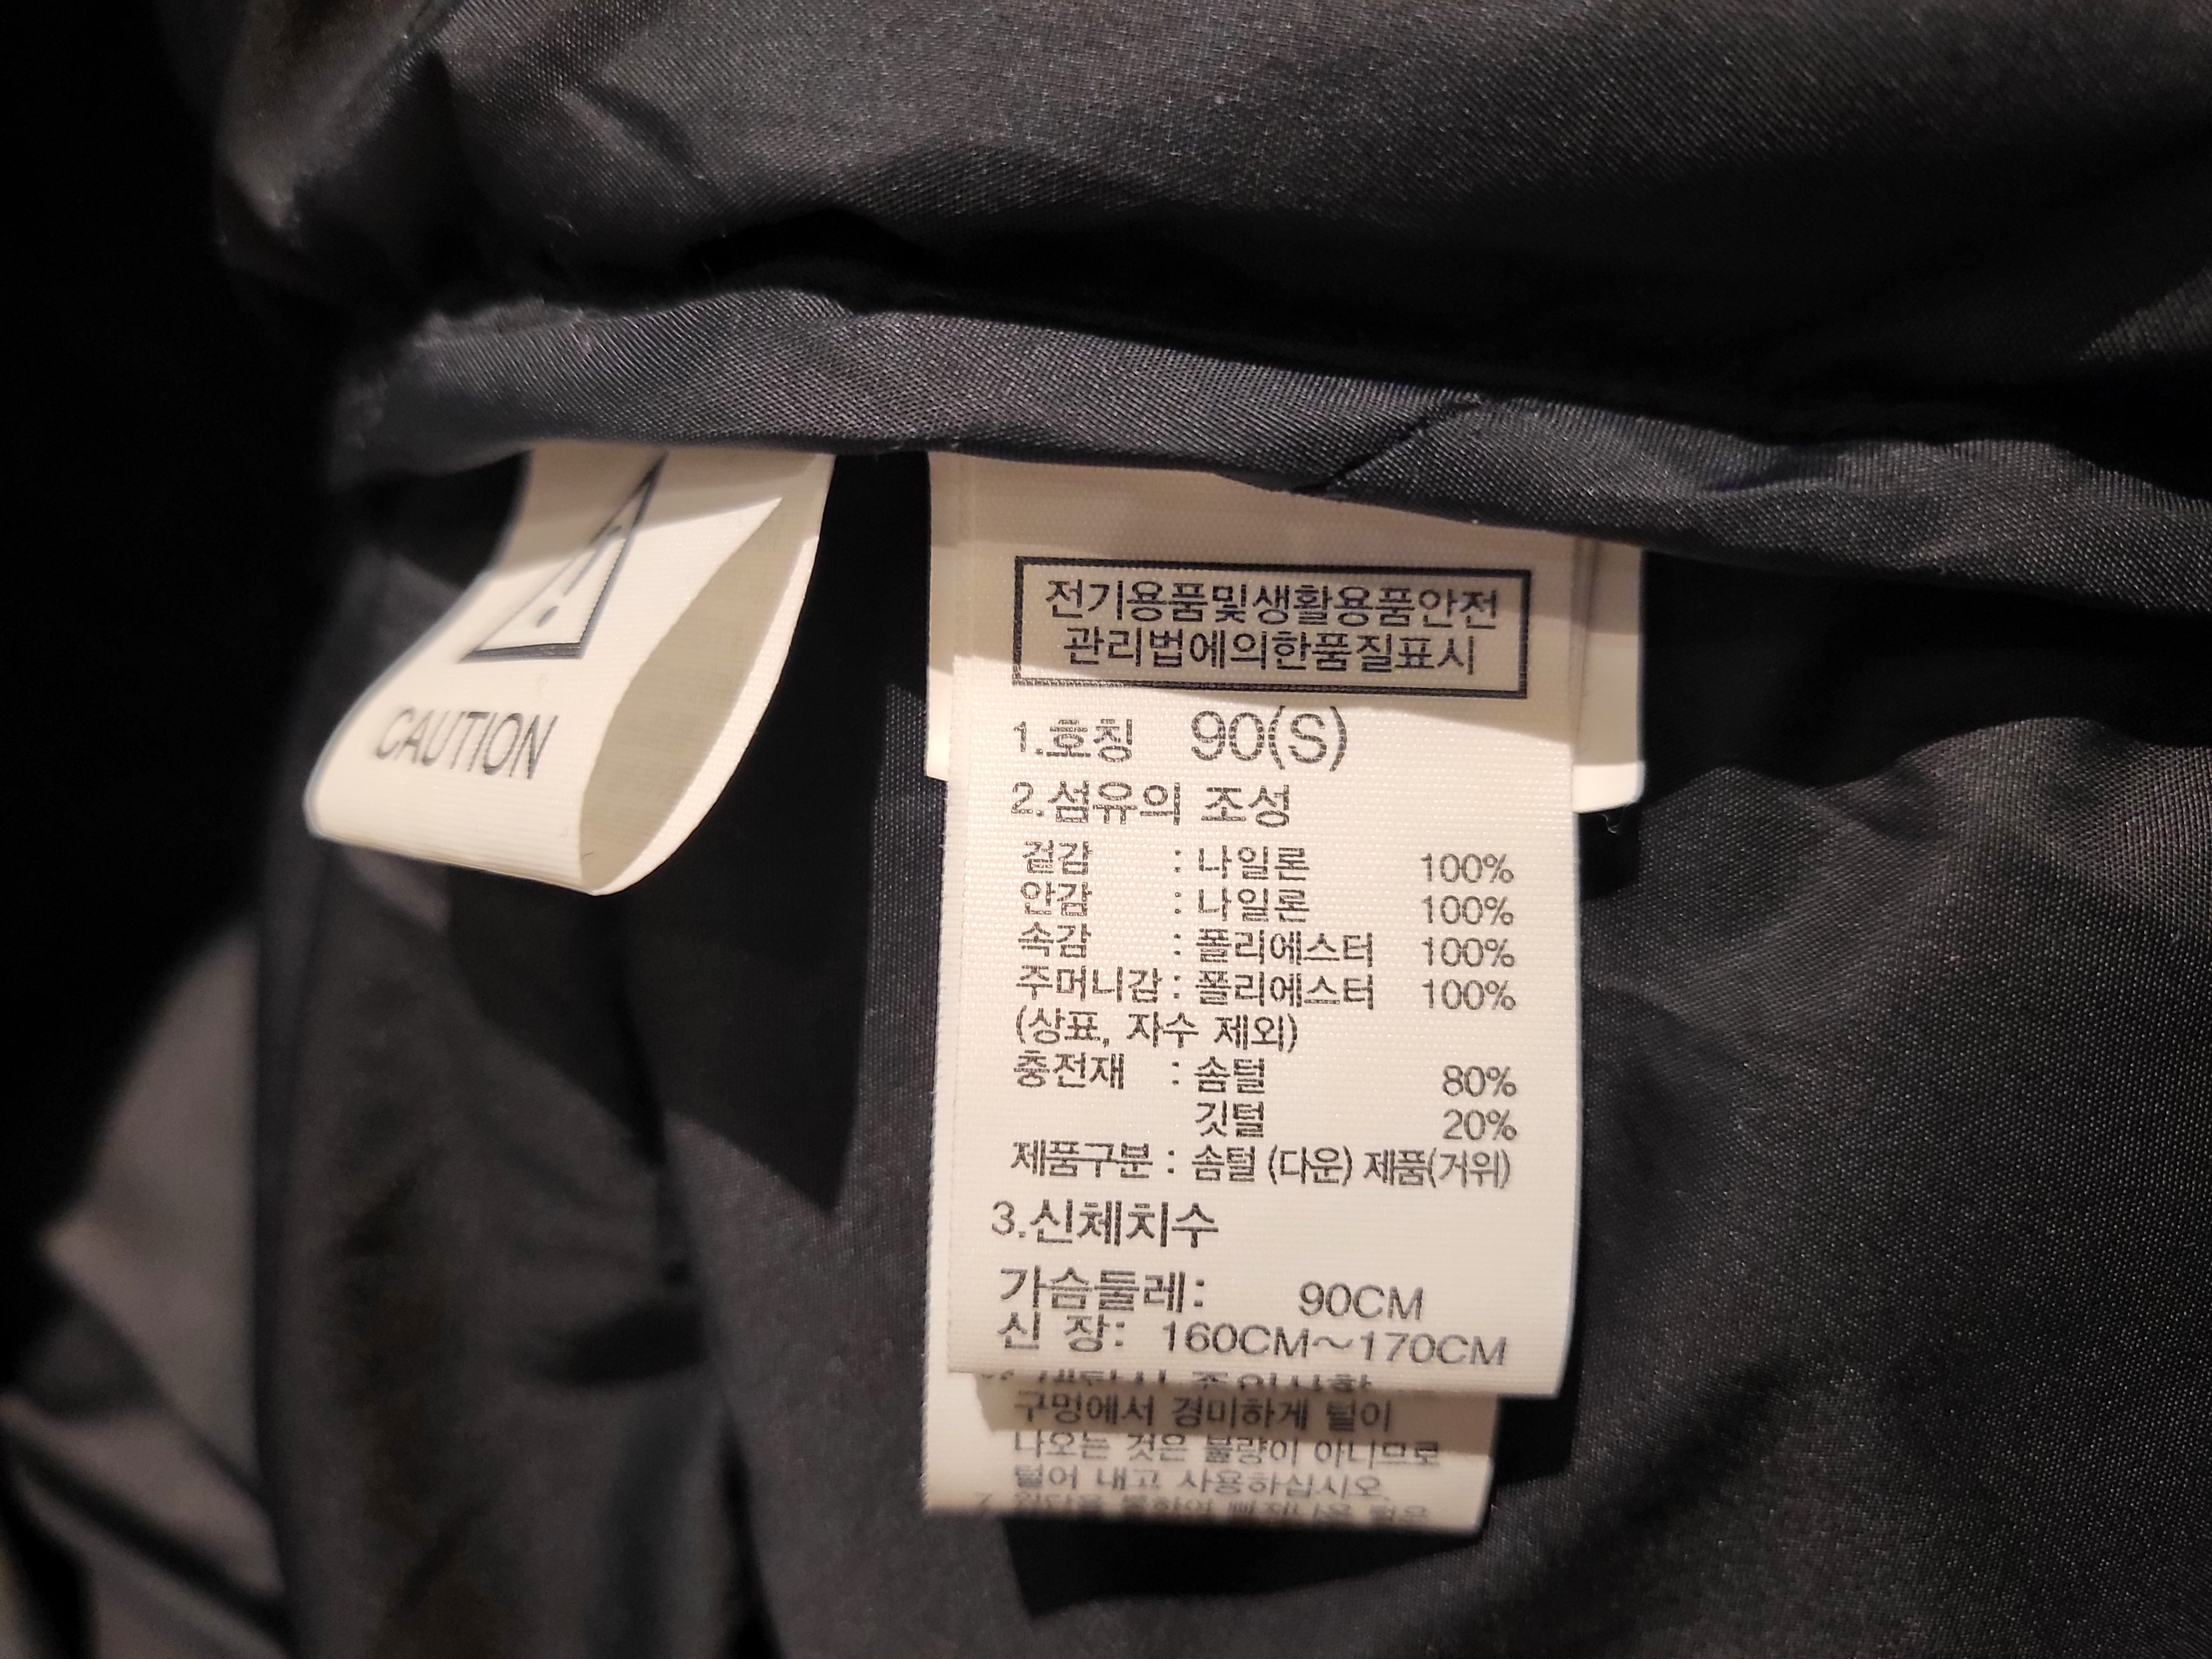 CAUTION
전기용품및생활용품안전
관리법에의한품질표시
1.호칭 90(S)
2.섬유의 조성
겉감 : 나일론 100%
안감 : 나일론 100%
속감 : 폴리에스터 100%
주머니감 : 폴리에스터 100%
(상표, 자수 제외)
충전재 : 솜털 80%
깃털 20%
제품구분 : 솜털 (다운) 제품(거위)
3.신체치수
가슴둘레: 90CM
신 장: 160CM~170CM
구멍에서 경미하게 털이
나오는 것은 불량이 아니므로
털어 내고 사용하십시오.